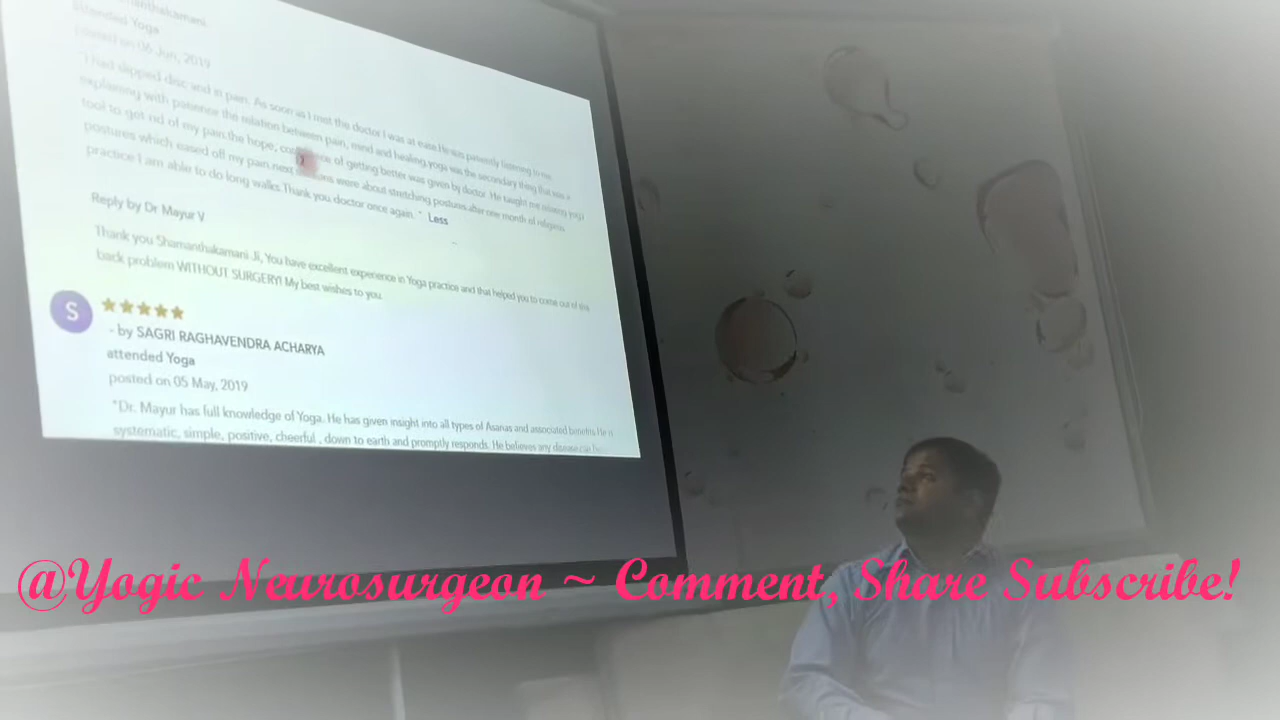 attended Yoga
posted on 06 Jun, 2019
"I had slipped disc and in pain. As soon as I met the doctor I was at ease. He was patiently listening to me
explaining with patience the relation between pain, mind and healing.yoga was the secondary thing that was a
tool to get rid of my pain.the hope, of getting better was given by doctor. He taught me relaxing yoga
postures which eased off my pain.next were about stretching postures after one month of religious
practice I am able to do long walks.Thank you doctor once again. " Less
Reply by Dr Mayur V
Thank you Shamanthakamani Ji, You have excellent experience in Yoga practice and that helped you to come out of this
back problem WITHOUT SURGERY! My best wishes to you.
S
- by SAGRI RAGHAVENDRA ACHARYA
attended Yoga
posted on 05 May, 2019
"Dr. Mayur has full knowledge of Yoga. He has given insight into all types of Asanas and associated benefits.He
systematic, simple, positive, cheerful , down to earth and promptly responds. He believes any disease can
@Yogic Neurosurgeon ~ Comment, Share Subscribe!